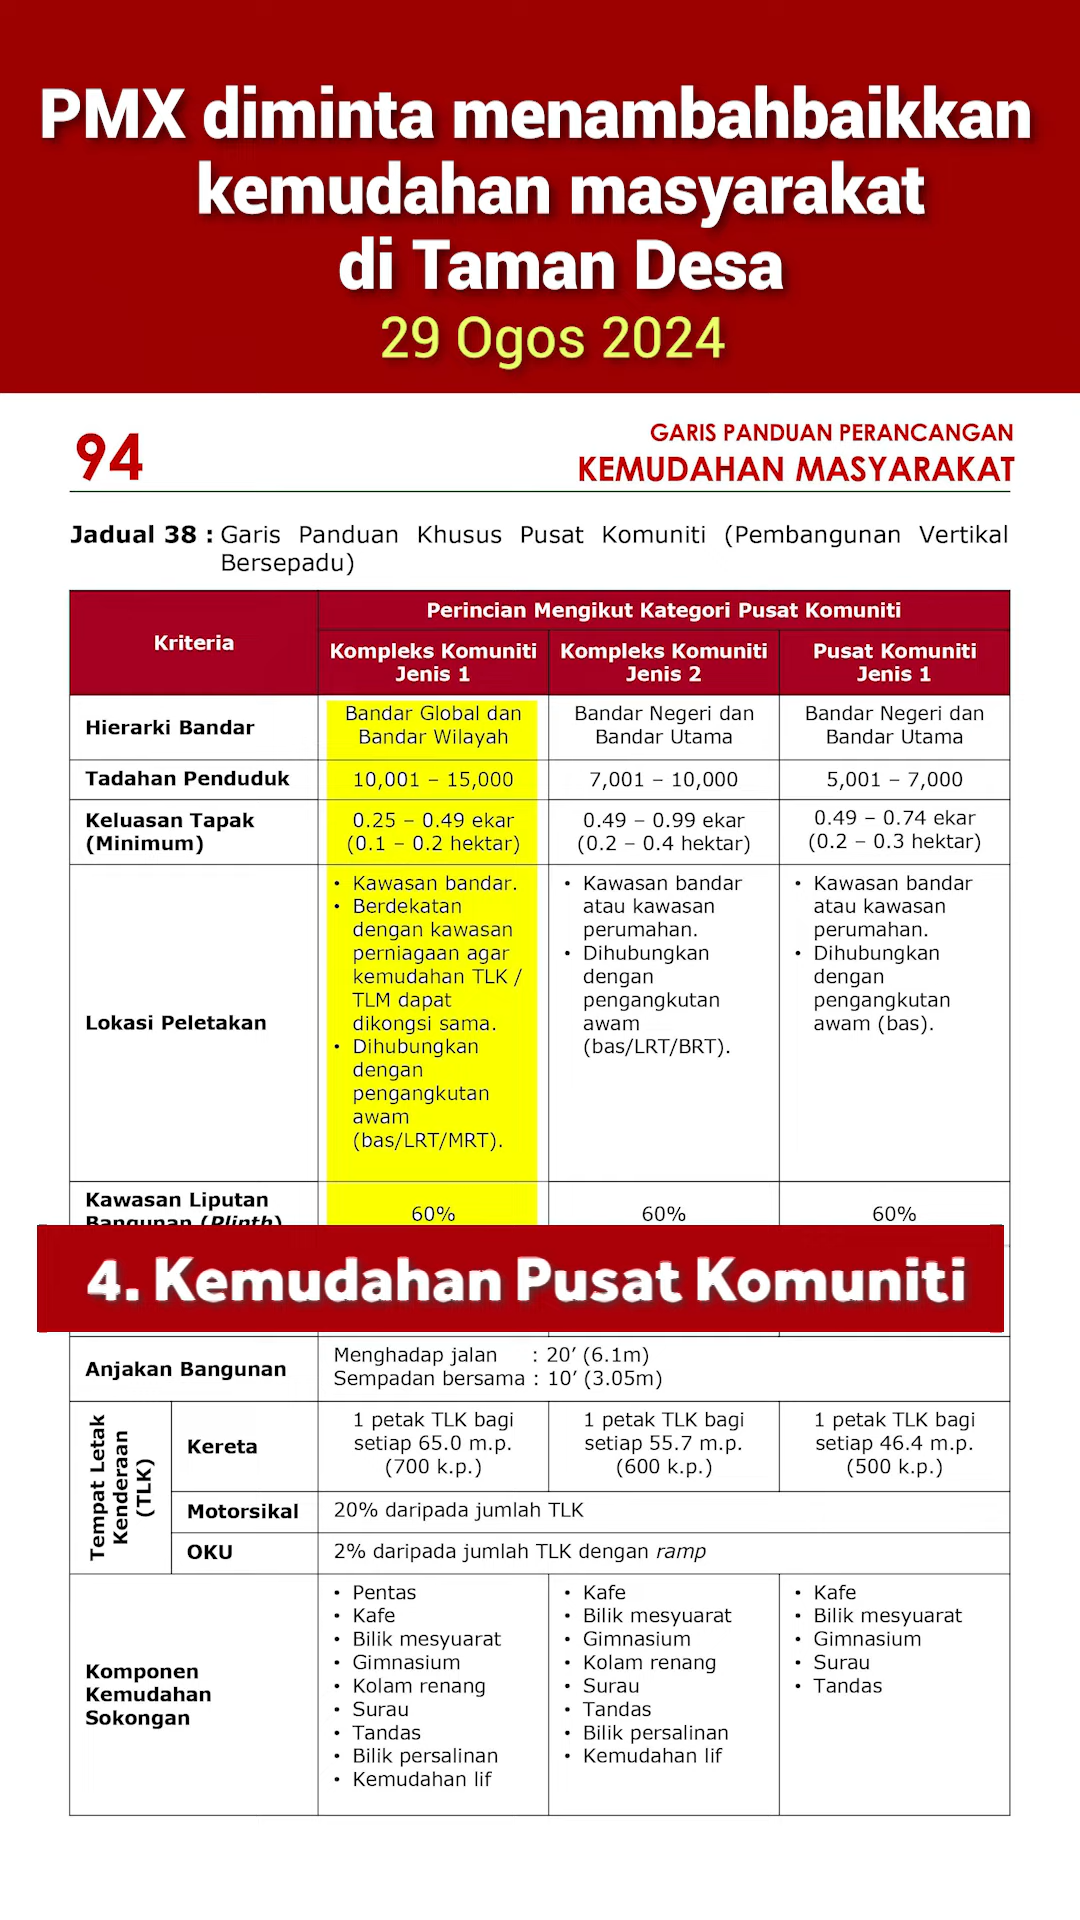 PMX diminta menambahbaikkan
kemudahan masyarakat
di Taman Desa
29 Ogos 2024
94
GARIS PANDUAN PERANCANGAN
KEMUDAHAN MASYARAKAT
Jadual 38 : Garis Panduan Khusus Pusat Komuniti (Pembangunan Vertikal
Bersepadu)
Kriteria
Perincian Mengikut Kategori Pusat Komuniti
Kompleks Komuniti
Jenis 1
Kompleks Komuniti
Jenis 2
Pusat Komuniti
Jenis 1
Hierarki Bandar
Bandar Global dan
Bandar Wilayah
Bandar Negeri dan
Bandar Utama
Bandar Negeri dan
Bandar Utama
Tadahan Penduduk
10,001 – 15,000
7,001 – 10,000
5,001 – 7,000
Keluasan Tapak
(Minimum)
0.25 – 0.49 ekar
(0.1 – 0.2 hektar)
0.49 – 0.99 ekar
(0.2 – 0.4 hektar)
0.49 – 0.74 ekar
(0.2 – 0.3 hektar)
Lokasi Peletakan
• Kawasan bandar.
• Berdekatan
dengan kawasan
perniagaan agar
kemudahan TLK /
TLM dapat
dikongsi sama.
• Dihubungkan
dengan
pengangkutan
awam
(bas/LRT/MRT).
• Kawasan bandar
atau kawasan
perumahan.
• Dihubungkan
dengan
pengangkutan
awam
(bas/LRT/BRT).
• Kawasan bandar
atau kawasan
perumahan.
• Dihubungkan
dengan
pengangkutan
awam (bas).
Kawasan Liputan
Bangunan (Plinth)
60%
60%
60%
4. Kemudahan Pusat Komuniti
Anjakan Bangunan
Menghadap jalan : 20’ (6.1m)
Sempadan bersama : 10’ (3.05m)
Tempat Letak
Kenderaan
(TLK)
Kereta
1 petak TLK bagi
setiap 65.0 m.p.
(700 k.p.)
1 petak TLK bagi
setiap 55.7 m.p.
(600 k.p.)
1 petak TLK bagi
setiap 46.4 m.p.
(500 k.p.)
Motorsikal
20% daripada jumlah TLK
OKU
2% daripada jumlah TLK dengan ramp
Komponen
Kemudahan
Sokongan
• Pentas
• Kafe
• Bilik mesyuarat
• Gimnasium
• Kolam renang
• Surau
• Tandas
• Bilik persalinan
• Kemudahan lif
• Kafe
• Bilik mesyuarat
• Gimnasium
• Kolam renang
• Surau
• Tandas
• Bilik persalinan
• Kemudahan lif
• Kafe
• Bilik mesyuarat
• Gimnasium
• Surau
• Tandas